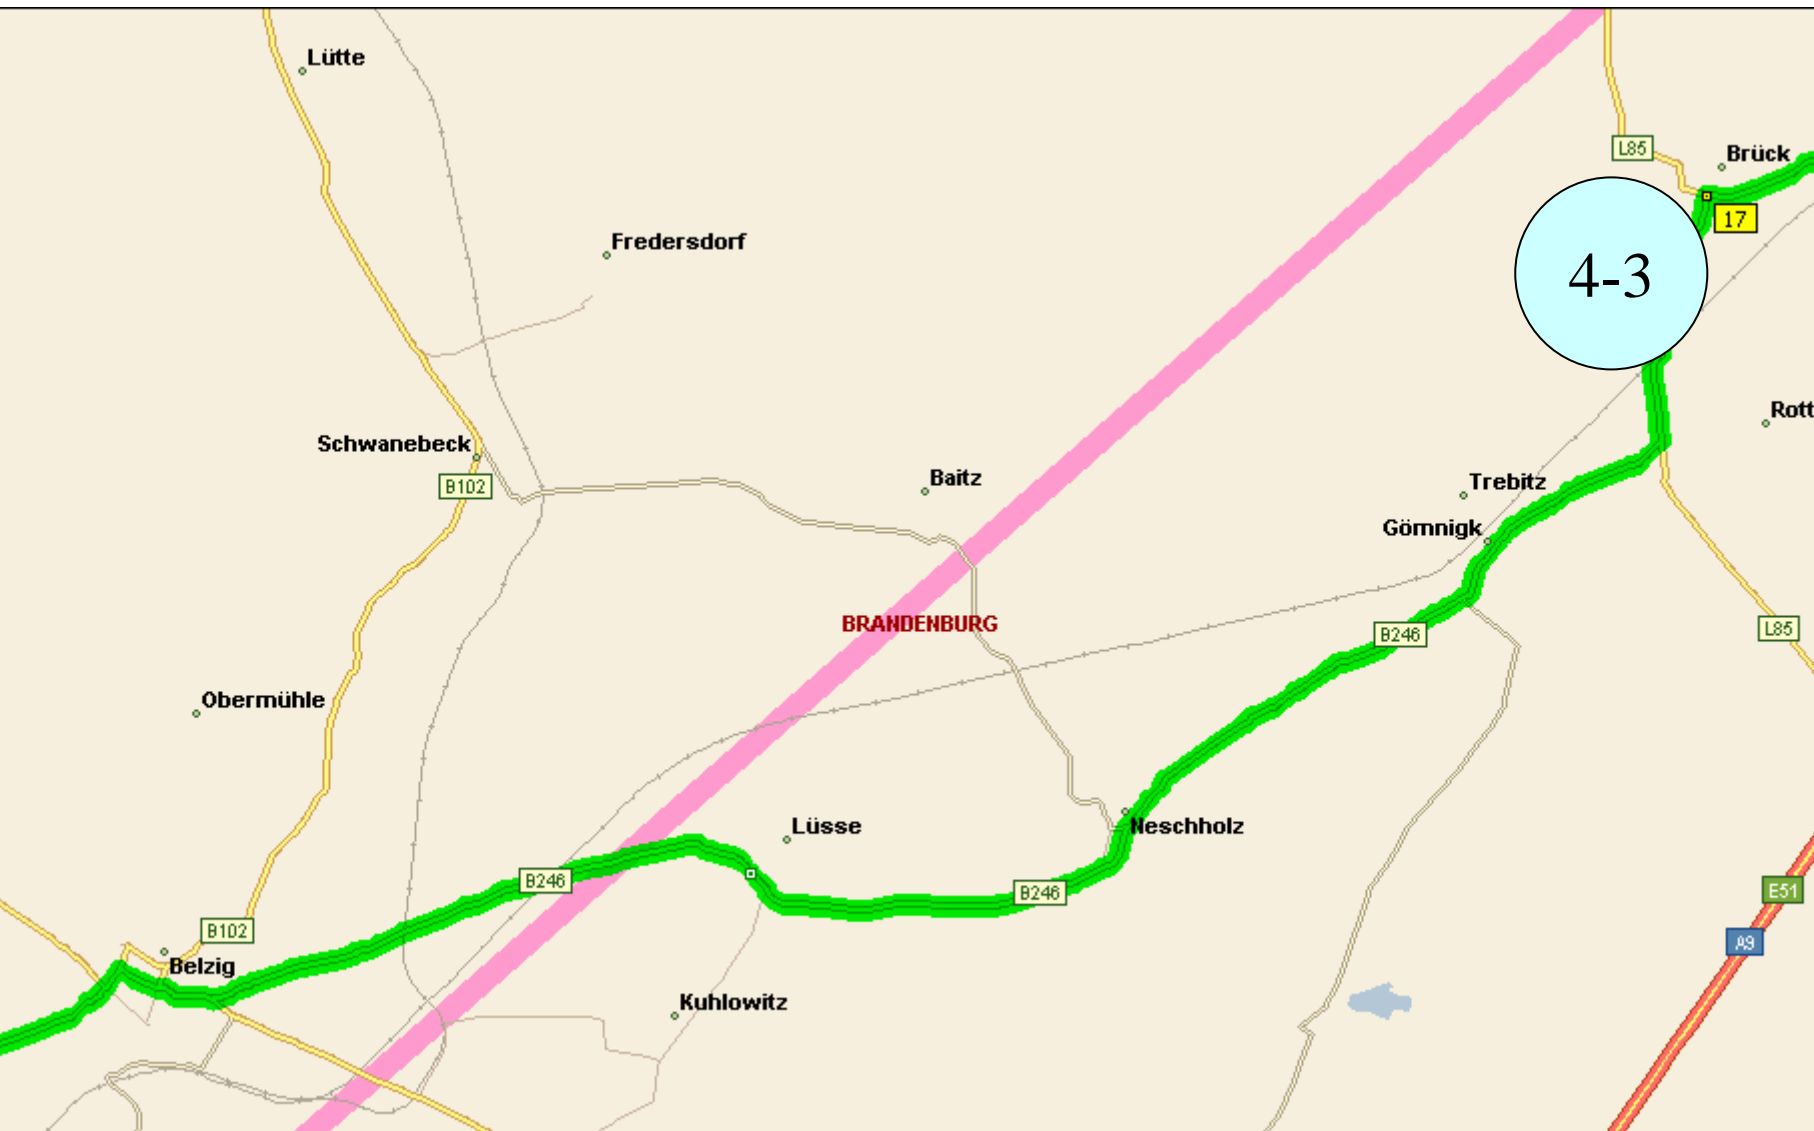 Lütte
L85
Brück
17
Fredersdorf
4-3
Rott
Schwanebeck
B102
Baitz
Trebitz
Gömnigk
BRANDENBURG
B246
L85
Obermühle
Lüsse
Neschholz
B246
B246
E51
B102
A9
Belzig
Kuhlowitz